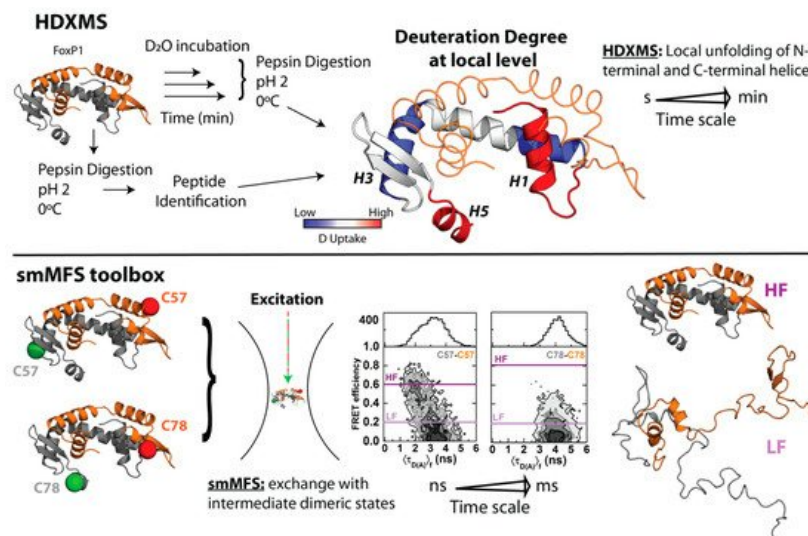 HDXMS
FoxP1
D₂O incubation
Time (min)
Pepsin Digestion
pH 2
0ºC
Pepsin Digestion
pH 2
0ºC
Peptide
Identification
Deuteration Degree
at local level
H3
H1
H5
Low
High
D Uptake
HDXMS: Local unfolding of N-
terminal and C-terminal helices
s
min
Time scale
smMFS toolbox
C57
C57
C78
C78
Excitation
smMFS: exchange with
intermediate dimeric states
400
1.1
FRET efficiency
0.8
0.6
0.4
0.2
0.0
C57-C57
HF
LF
0 1 2 3 4 5 6
⟨τD(A)⟩f (ns)
C78-C78
HF
LF
0 1 2 3 4 5 6
⟨τD(A)⟩f (ns)
ns
ms
Time scale
HF
LF